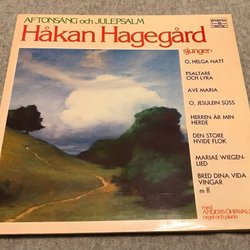 AFTONSÅNG och JULEPSALM
Håkan Hagegård
sjunger:
O, HELGA NATT
PSALTARE
OCH LYRA
AVE MARIA
O, JESULEIN SÜSS
HERREN ÄR MIN
HERDE
DEN STORE
HVIDE FLOK
MARIAE WIEGEN-
LIED
BRED DINA VIDA
VINGAR
m fl
med
ANDERS ÖHRWALL
orgel och piano